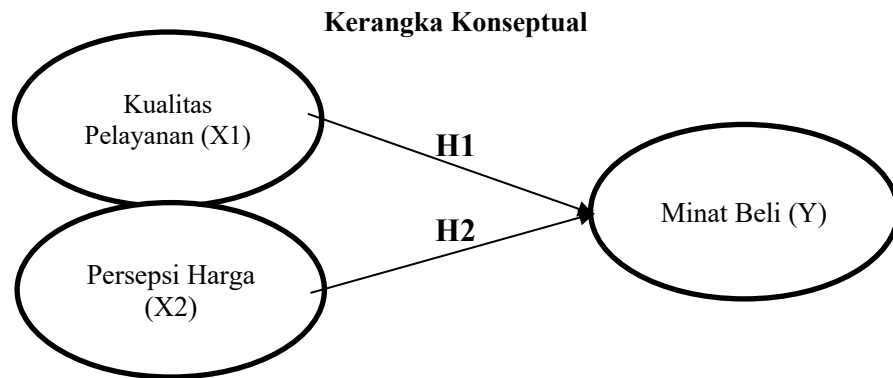 Kerangka Konseptual
Kualitas
Pelayanan (X1)
H1
Minat Beli (Y)
H2
Persepsi Harga
(X2)